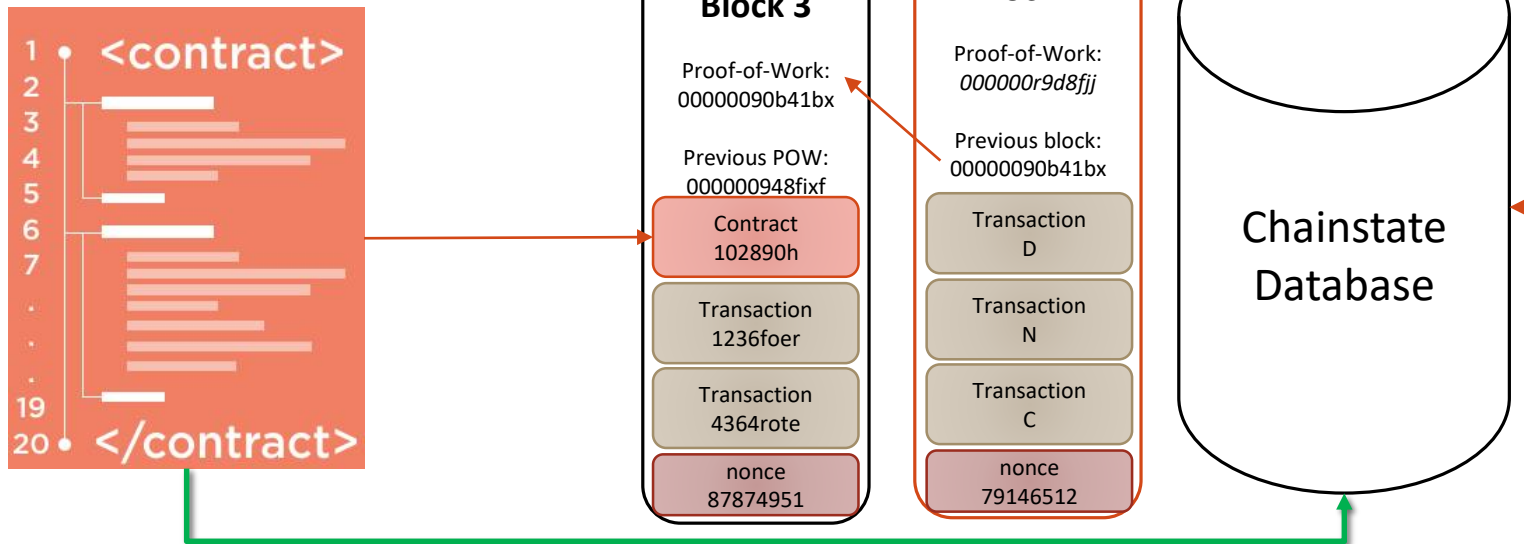 1
<contract>
2
3
4
5
6
7
.
.
.
19
20
</contract>
Block 3
Proof-of-Work:
00000090b41bx
Previous POW:
000000948fixf
Contract
102890h
Transaction
1236foer
Transaction
4364rote
nonce
87874951
Proof-of-Work:
000000r9d8fjj
Previous block:
00000090b41bx
Transaction
D
Transaction
N
Transaction
C
nonce
79146512
Chainstate
Database